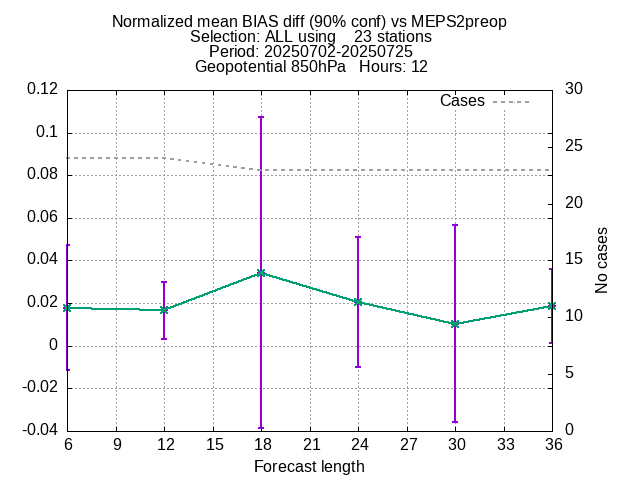 Normalized mean BIAS diff (90% conf) vs MEPS2preop
Selection: ALL using    23 stations
Period: 20250702-20250725
Geopotential 850hPa   Hours: 12
0.12
0.1
0.08
0.06
0.04
0.02
0
-0.02
-0.04
Cases
30
25
20
15
10
5
0
No cases
6 9 12 15 18 21 24 27 30 33 36
Forecast length